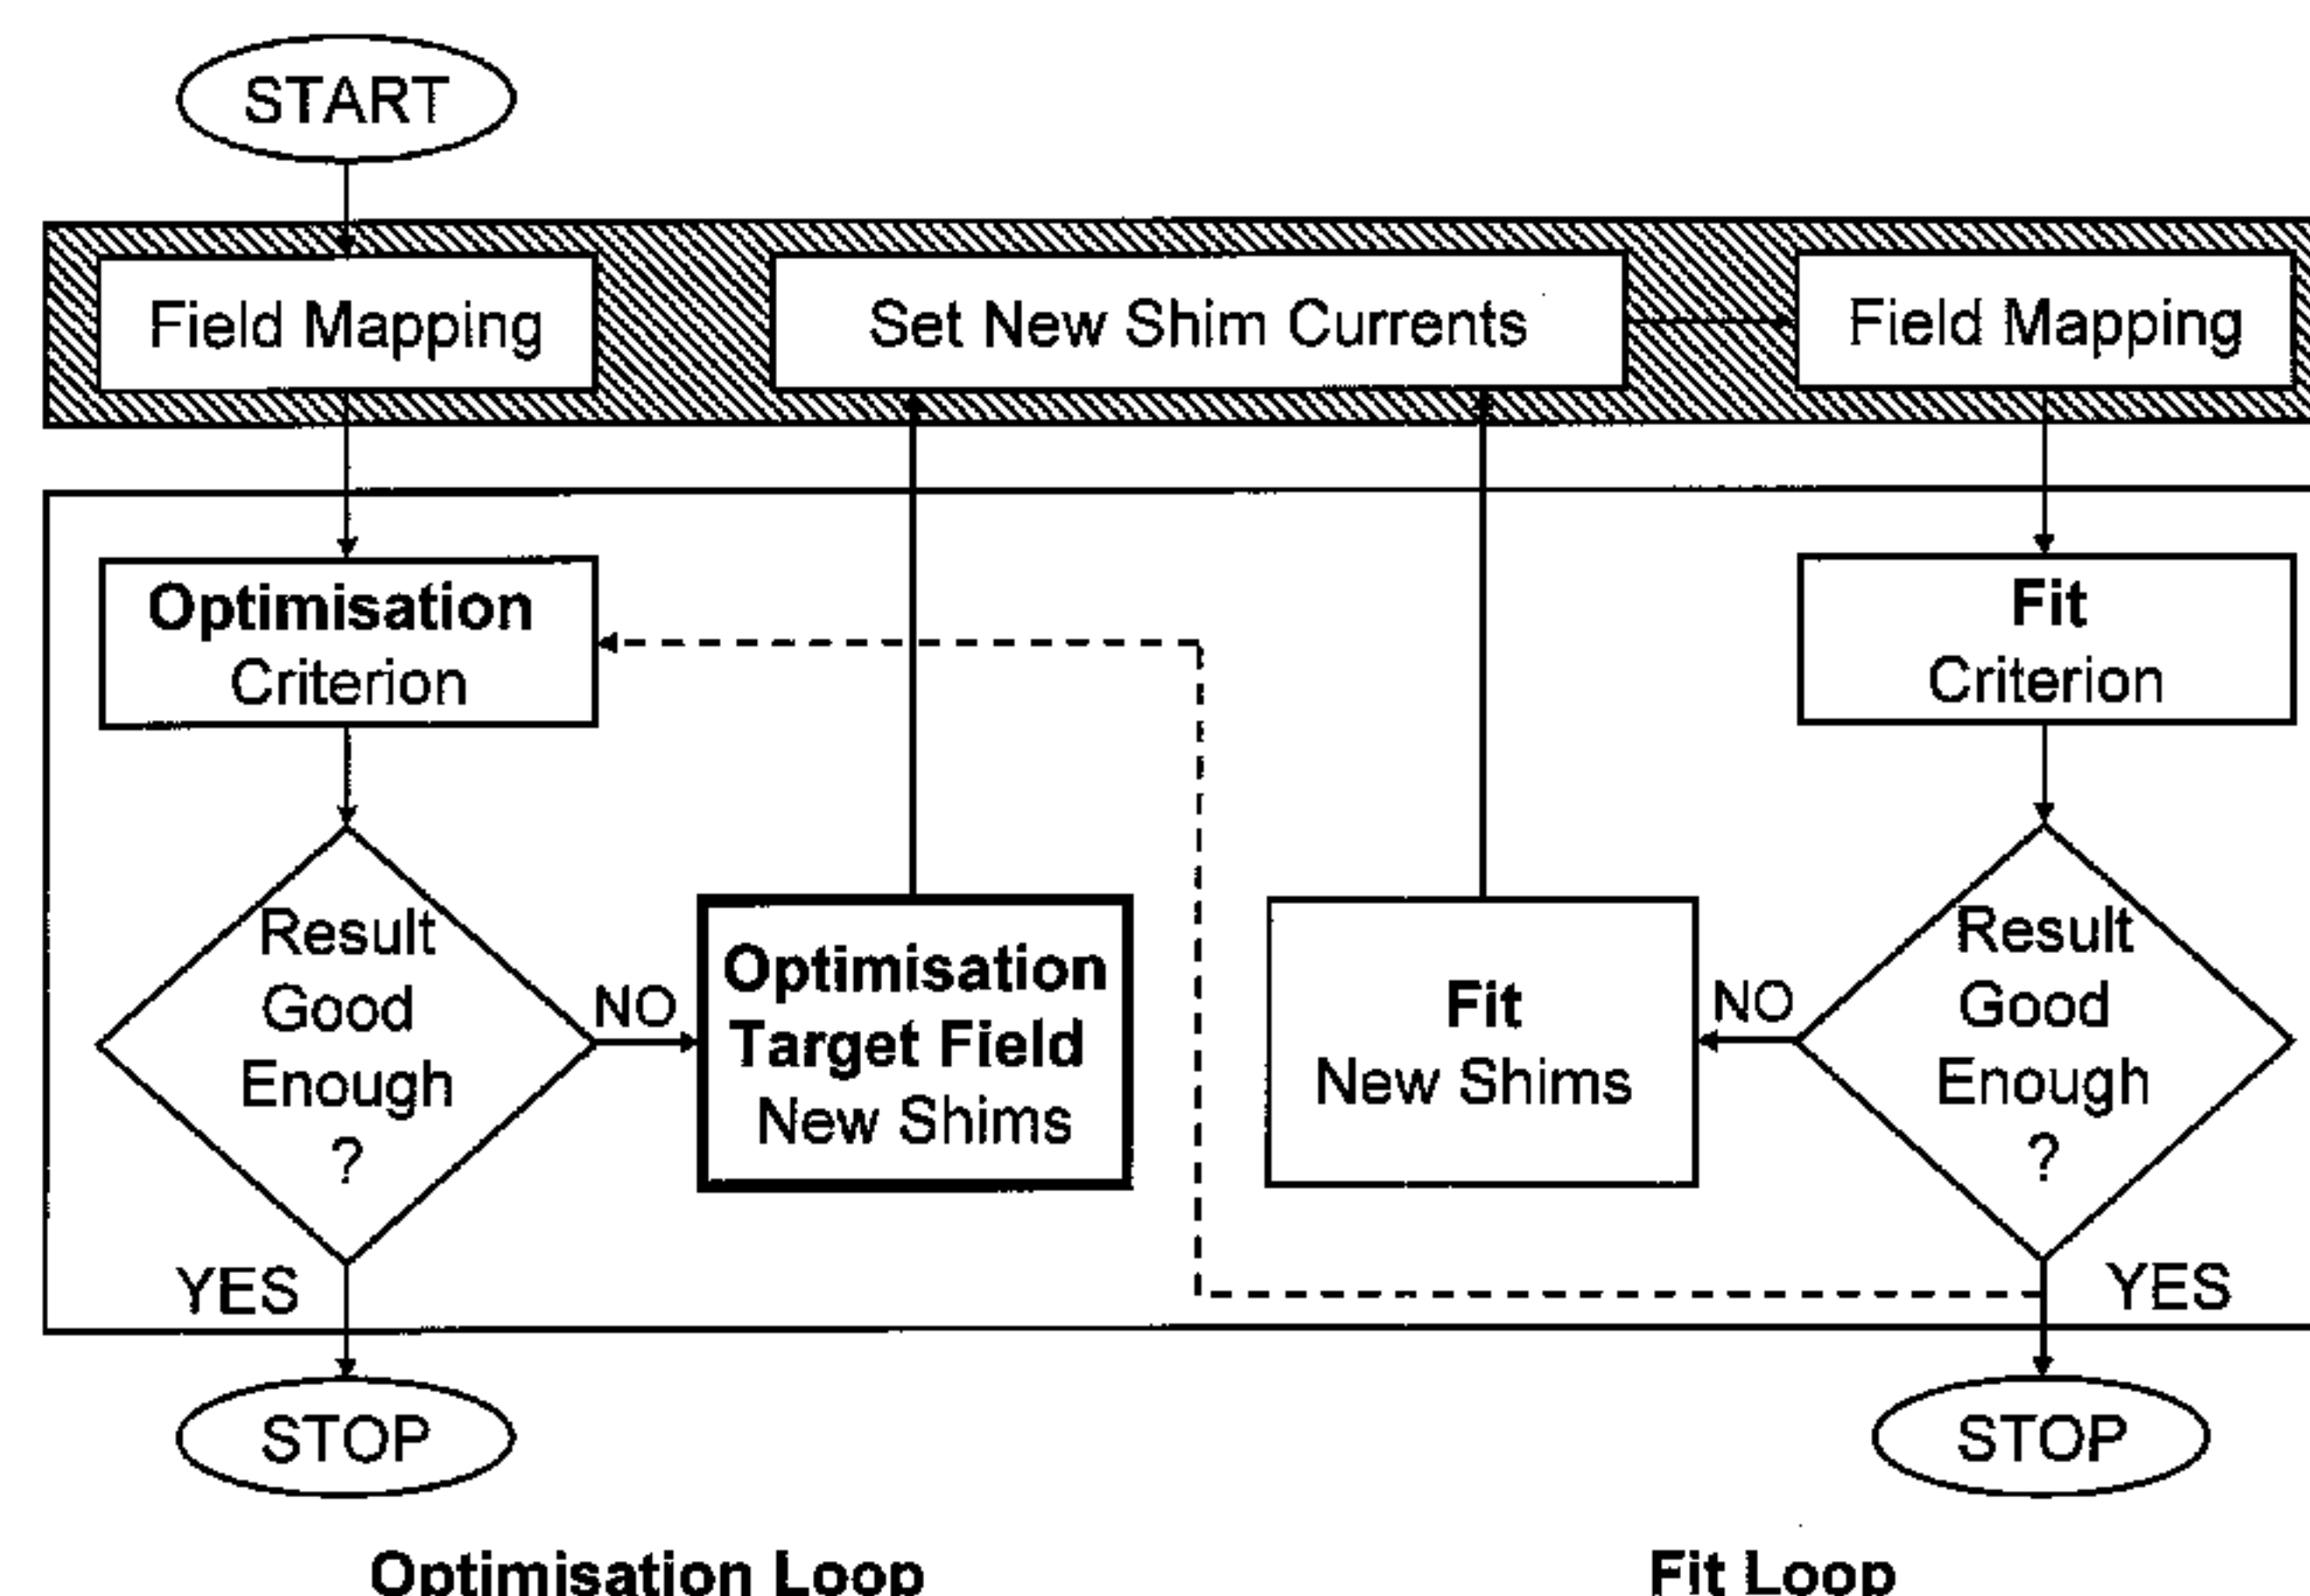 START
Field Mapping
Set New Shim Currents
Field Mapping
Optimisation
Criterion
Fit
Criterion
Result
Good
Enough
?
NO
Optimisation
Target Field
New Shims
Fit
New Shims
NO
Result
Good
Enough
?
YES
YES
STOP
STOP
Optimisation Loop
Fit Loop